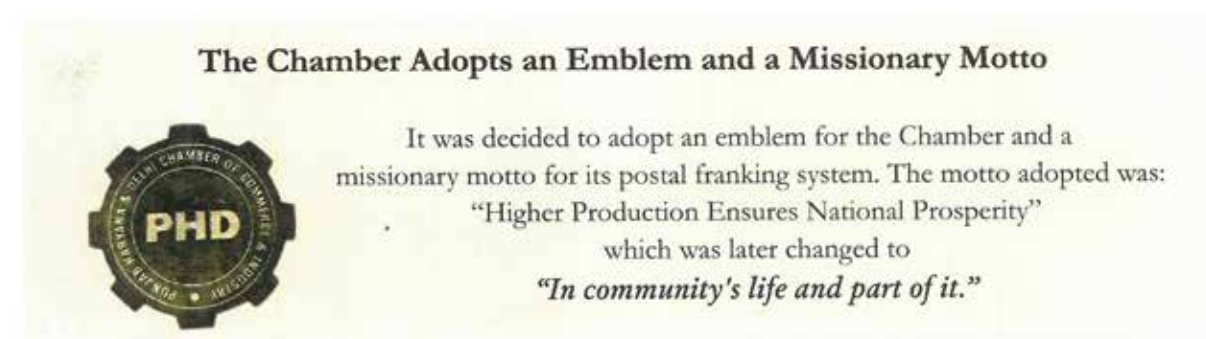 The Chamber Adopts an Emblem and a Missionary Motto
PUNJAB HARYANA & DELHI CHAMBER OF COMMERCE & INDUSTRY
PHD
It was decided to adopt an emblem for the Chamber and a
missionary motto for its postal franking system. The motto adopted was:
“Higher Production Ensures National Prosperity”
which was later changed to
“In community's life and part of it.”